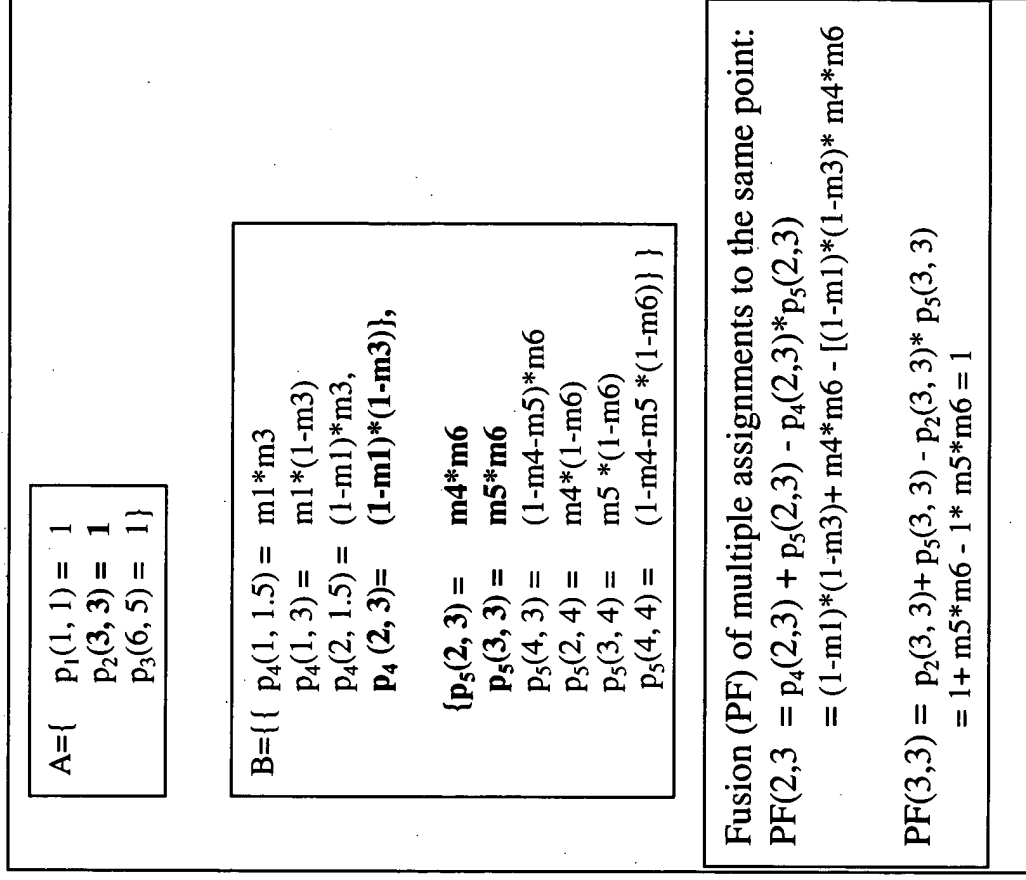 A={ p₁(1, 1) = 1
p₂(3, 3) = 1
p₃(6, 5) = 1}
B={{ p₄(1, 1.5) = m1*m3
p₄(1, 3) = m1*(1-m3)
p₄(2, 1.5) = (1-m1)*m3,
p₄ (2, 3)= (1-m1)*(1-m3)},
{p₅(2, 3) = m4*m6
p₅(3, 3) = m5*m6
p₅(4, 3) = (1-m4-m5)*m6
p₅(2, 4) = m4*(1-m6)
p₅(3, 4) = m5 *(1-m6)
p₅(4, 4) = (1-m4-m5 *(1-m6)} }
Fusion (PF) of multiple assignments to the same point:
PF(2,3 = p₄(2,3) + p₅(2,3) - p₄(2,3)*p₅(2,3)
= (1-m1)*(1-m3)+ m4*m6 - [(1-m1)*(1-m3)* m4*m6
PF(3,3) = p₂(3, 3)+ p₅(3, 3) - p₂(3, 3)* p₅(3, 3)
= 1+ m5*m6 - 1* m5*m6 = 1